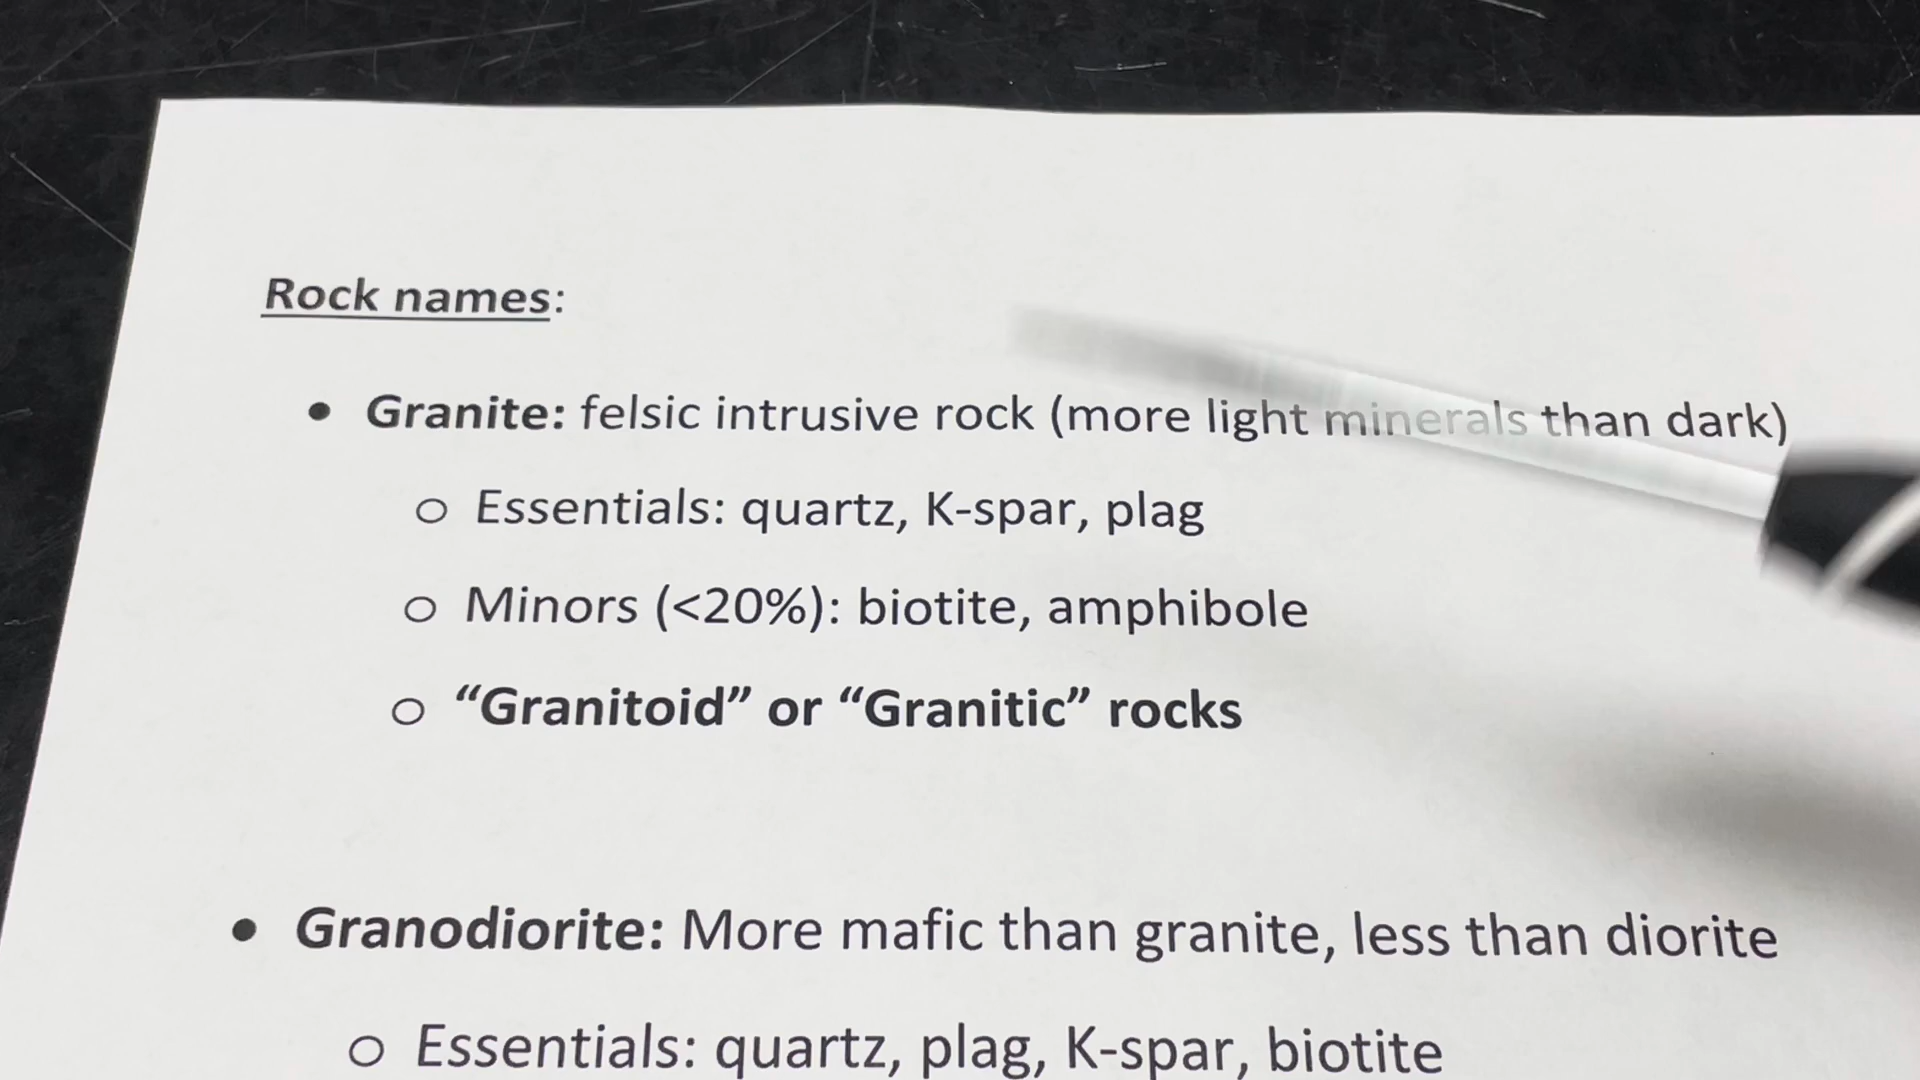 Rock names:
• Granite: felsic intrusive rock (more light minerals than dark)
o Essentials: quartz, K-spar, plag
o Minors (<20%): biotite, amphibole
o “Granitoid” or “Granitic” rocks
• Granodiorite: More mafic than granite, less than diorite
o Essentials: quartz, plag, K-spar, biotite